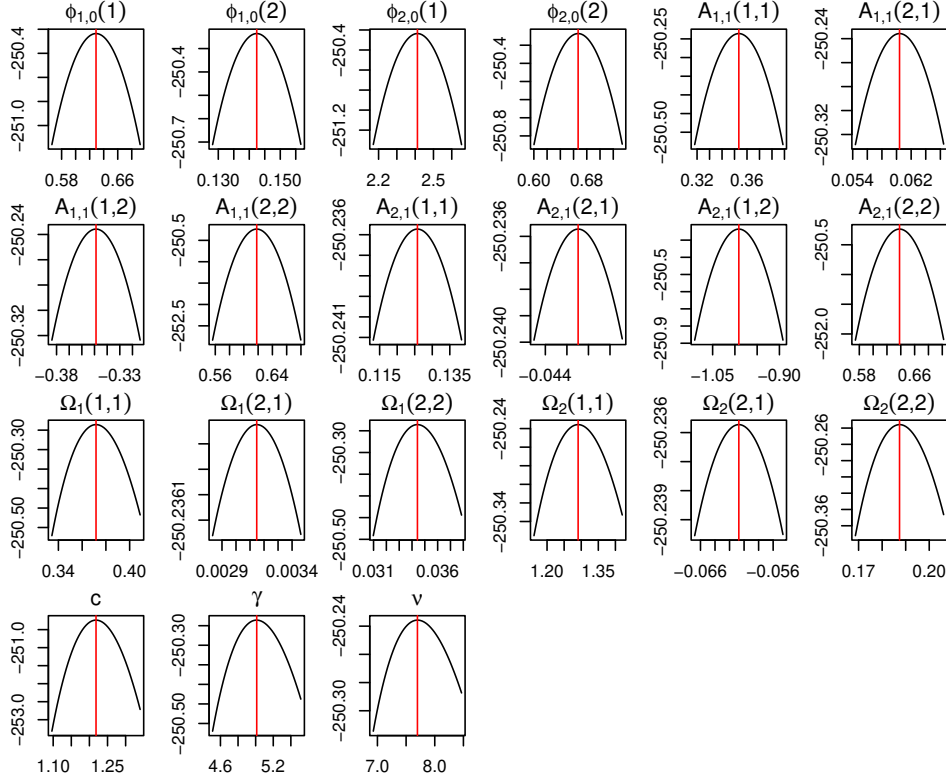 ϕ₁,₀(1) ϕ₁,₀(2) ϕ₂,₀(1) ϕ₂,₀(2) A₁,₁(1,1) A₁,₁(2,1)
−251.0 −250.4 −250.7 −250.4 −251.2 −250.4 −250.8 −250.4 −250.50 −250.25 −250.32 −250.24
0.58 0.66 0.130 0.150 2.2 2.5 0.60 0.68 0.32 0.36 0.054 0.062
A₁,₁(1,2) A₁,₁(2,2) A₂,₁(1,1) A₂,₁(2,1) A₂,₁(1,2) A₂,₁(2,2)
−250.32 −250.24 −252.5 −250.5 −250.241 −250.236 −250.240 −250.236 −250.9 −250.5 −252.0 −250.5
−0.38 −0.33 0.56 0.64 0.115 0.135 −0.044 −1.05 −0.90 0.58 0.66
Ω₁(1,1) Ω₁(2,1) Ω₁(2,2) Ω₂(1,1) Ω₂(2,1) Ω₂(2,2)
−250.50 −250.30 −250.2361 −250.50 −250.30 −250.34 −250.24 −250.239 −250.236 −250.36 −250.26
0.34 0.40 0.0029 0.0034 0.031 0.036 1.20 1.35 −0.066 −0.056 0.17 0.20
c γ ν
−253.0 −251.0 −250.50 −250.30 −250.30 −250.24
1.10 1.25 4.6 5.2 7.0 8.0